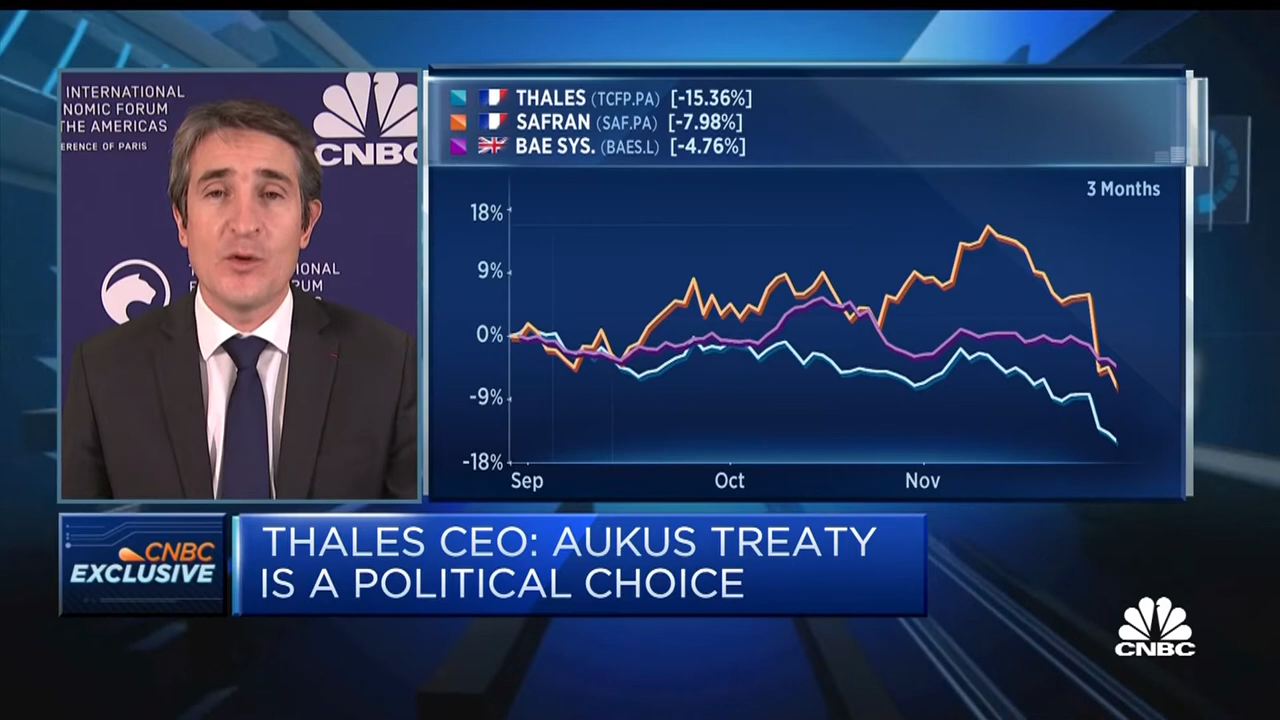 INTERNATIONAL
NOMIC FORUM
THE AMERICAS
ERENCE OF PARIS
CNBC
IONAL
UM
THALES (TCFP.PA) [-15.36%]
SAFRAN (SAF.PA) [-7.98%]
BAE SYS. (BAES.L) [-4.76%]
3 Months
18%
9%
0%
-9%
-18%
Sep
Oct
Nov
CNBC
EXCLUSIVE
THALES CEO: AUKUS TREATY
IS A POLITICAL CHOICE
CNBC